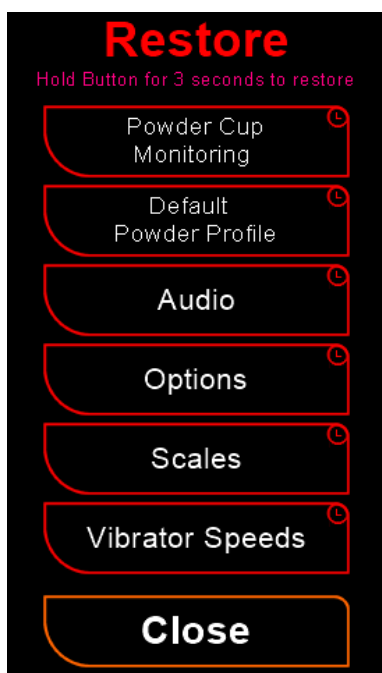 Restore
Hold Button for 3 seconds to restore
Powder Cup
Monitoring
Default
Powder Profile
Audio
Options
Scales
Vibrator Speeds
Close